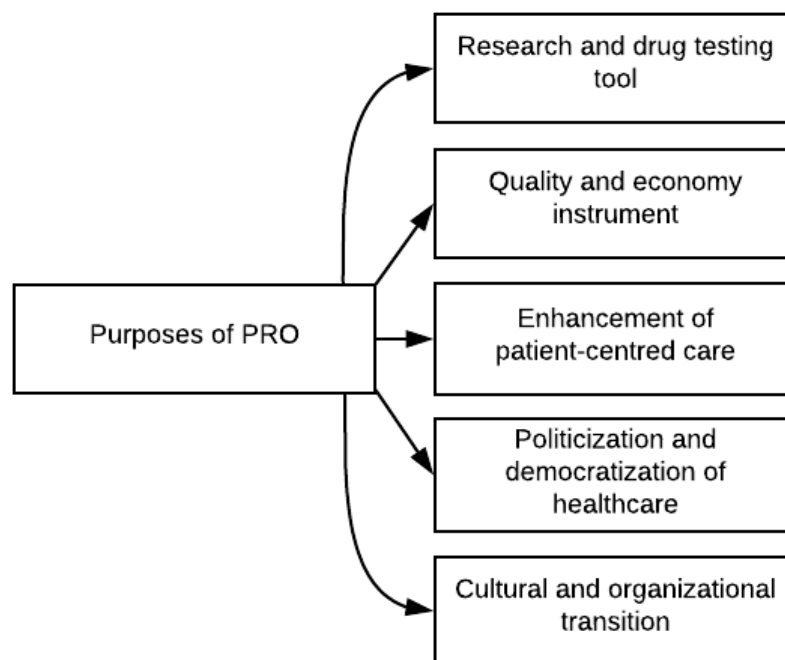 Research and drug testing
tool
Quality and economy
instrument
Purposes of PRO
Enhancement of
patient-centred care
Politicization and
democratization of
healthcare
Cultural and organizational
transition